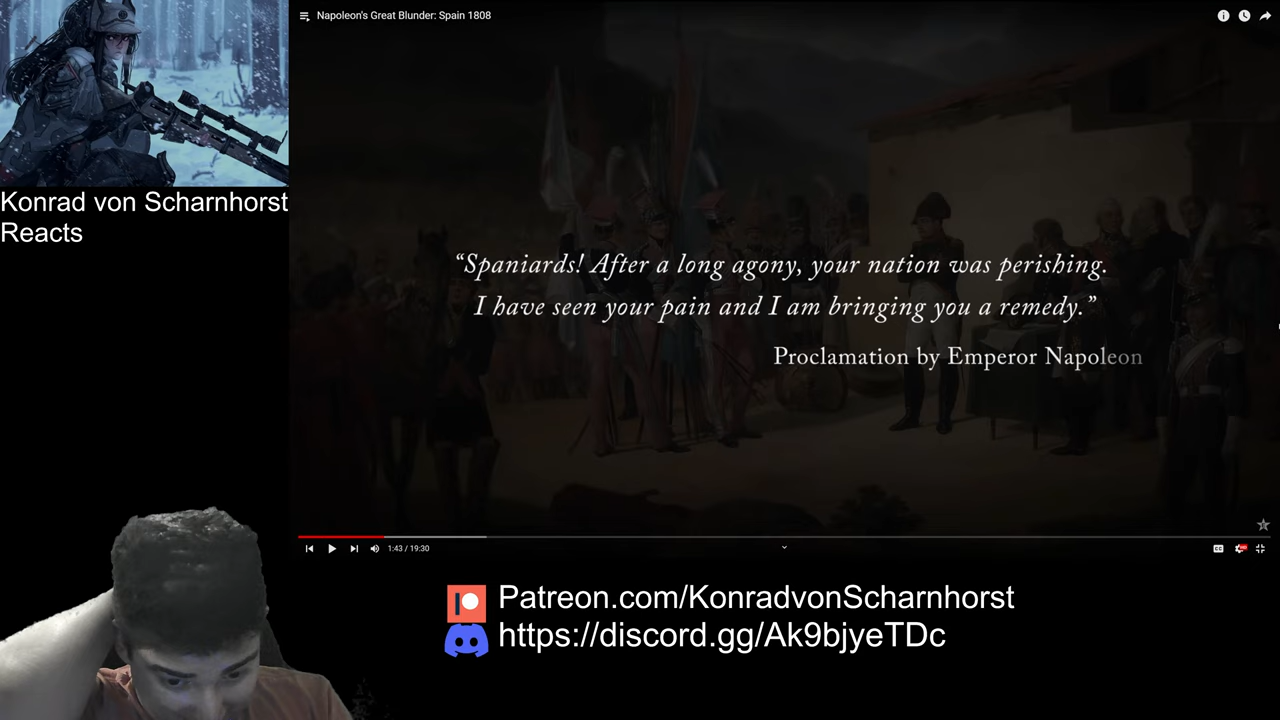 Napoleon's Great Blunder: Spain 1808
Konrad von Scharnhorst
Reacts
“Spaniards! After a long agony, your nation was perishing.
I have seen your pain and I am bringing you a remedy.”
Proclamation by Emperor Napoleon
1:43 / 19:30
CC
Patreon.com/KonradvonScharnhorst
https://discord.gg/Ak9bjyeTDc